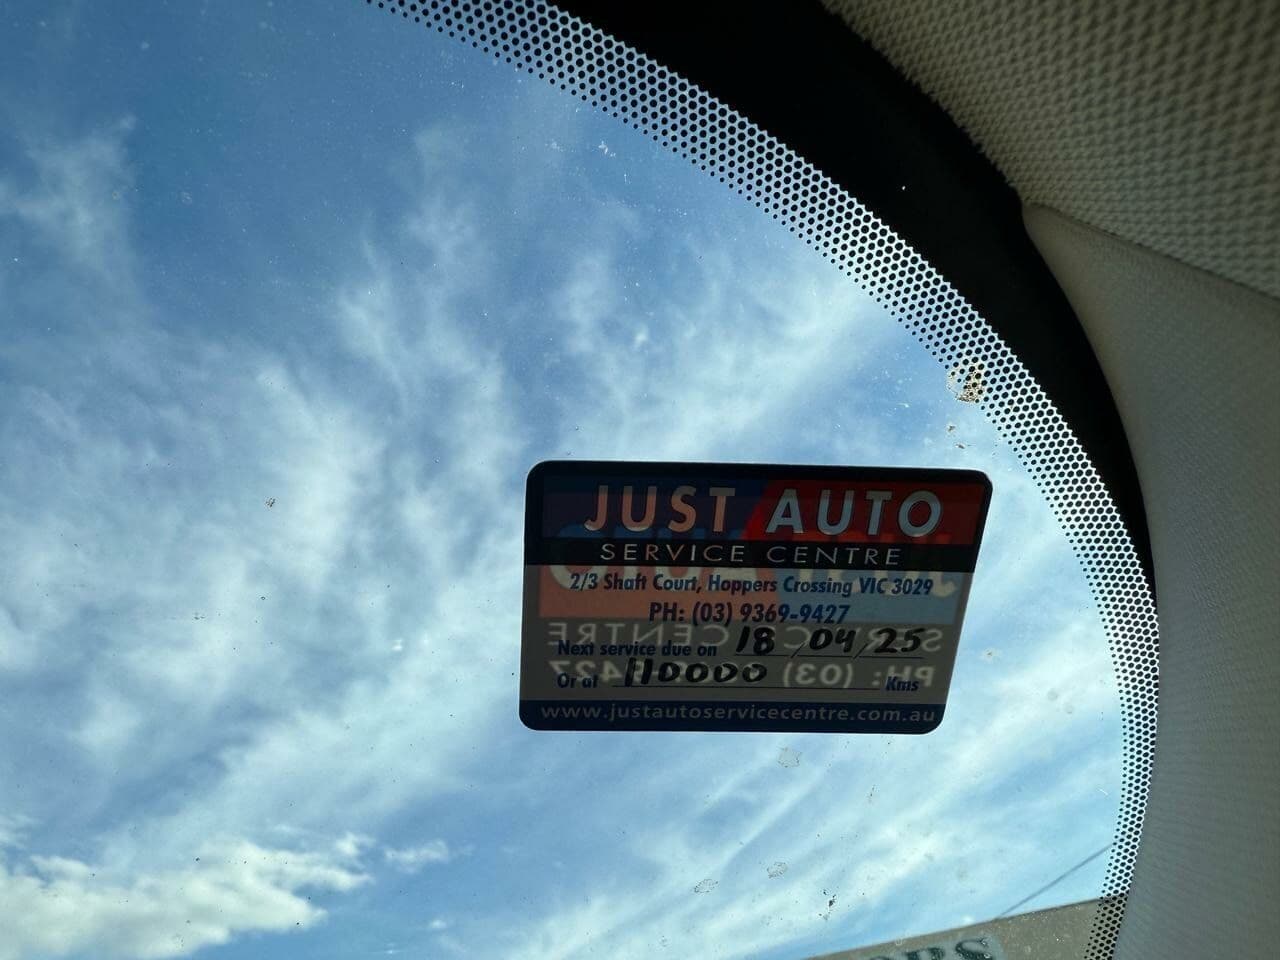 JUST AUTO
SERVICE CENTRE
2/3 Shaft Court, Hoppers Crossing VIC 3029
PH: (03) 9369-9427
Next service due on 18/04/25
Or at 110000 Kms
www.justautoservicecentre.com.au